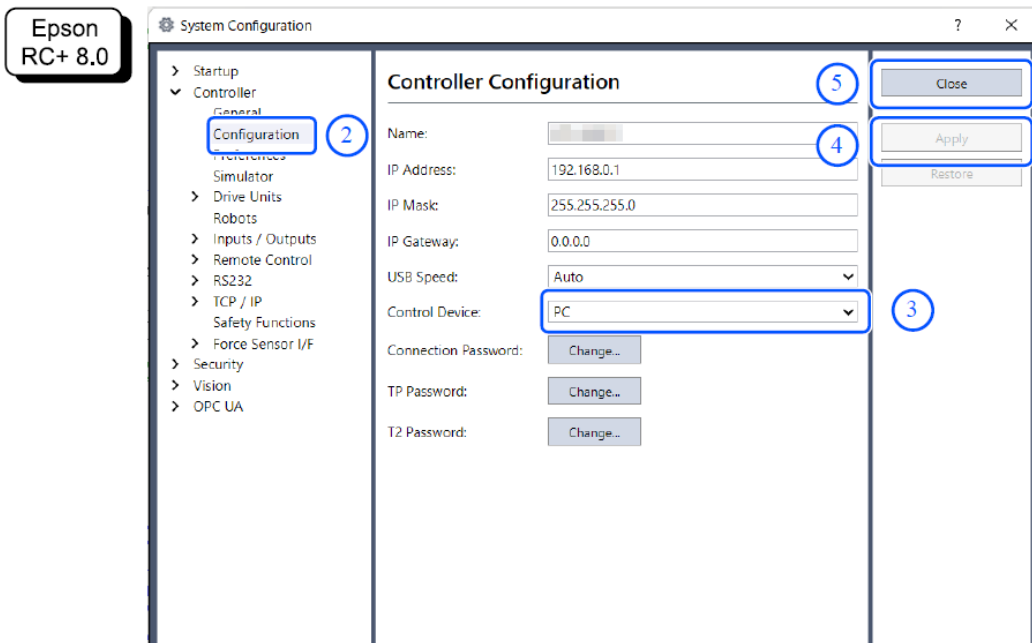 Epson
RC+ 8.0
System Configuration
?
Startup
Controller
General
Configuration
2
Preferences
Simulator
Drive Units
Robots
Inputs / Outputs
Remote Control
RS232
TCP / IP
Safety Functions
Force Sensor I/F
Security
Vision
OPC UA
Controller Configuration
Name:
IP Address: 192.168.0.1
IP Mask: 255.255.255.0
IP Gateway: 0.0.0.0
USB Speed: Auto
Control Device: PC
3
Connection Password: Change...
TP Password: Change...
T2 Password: Change...
5
Close
4
Apply
Restore